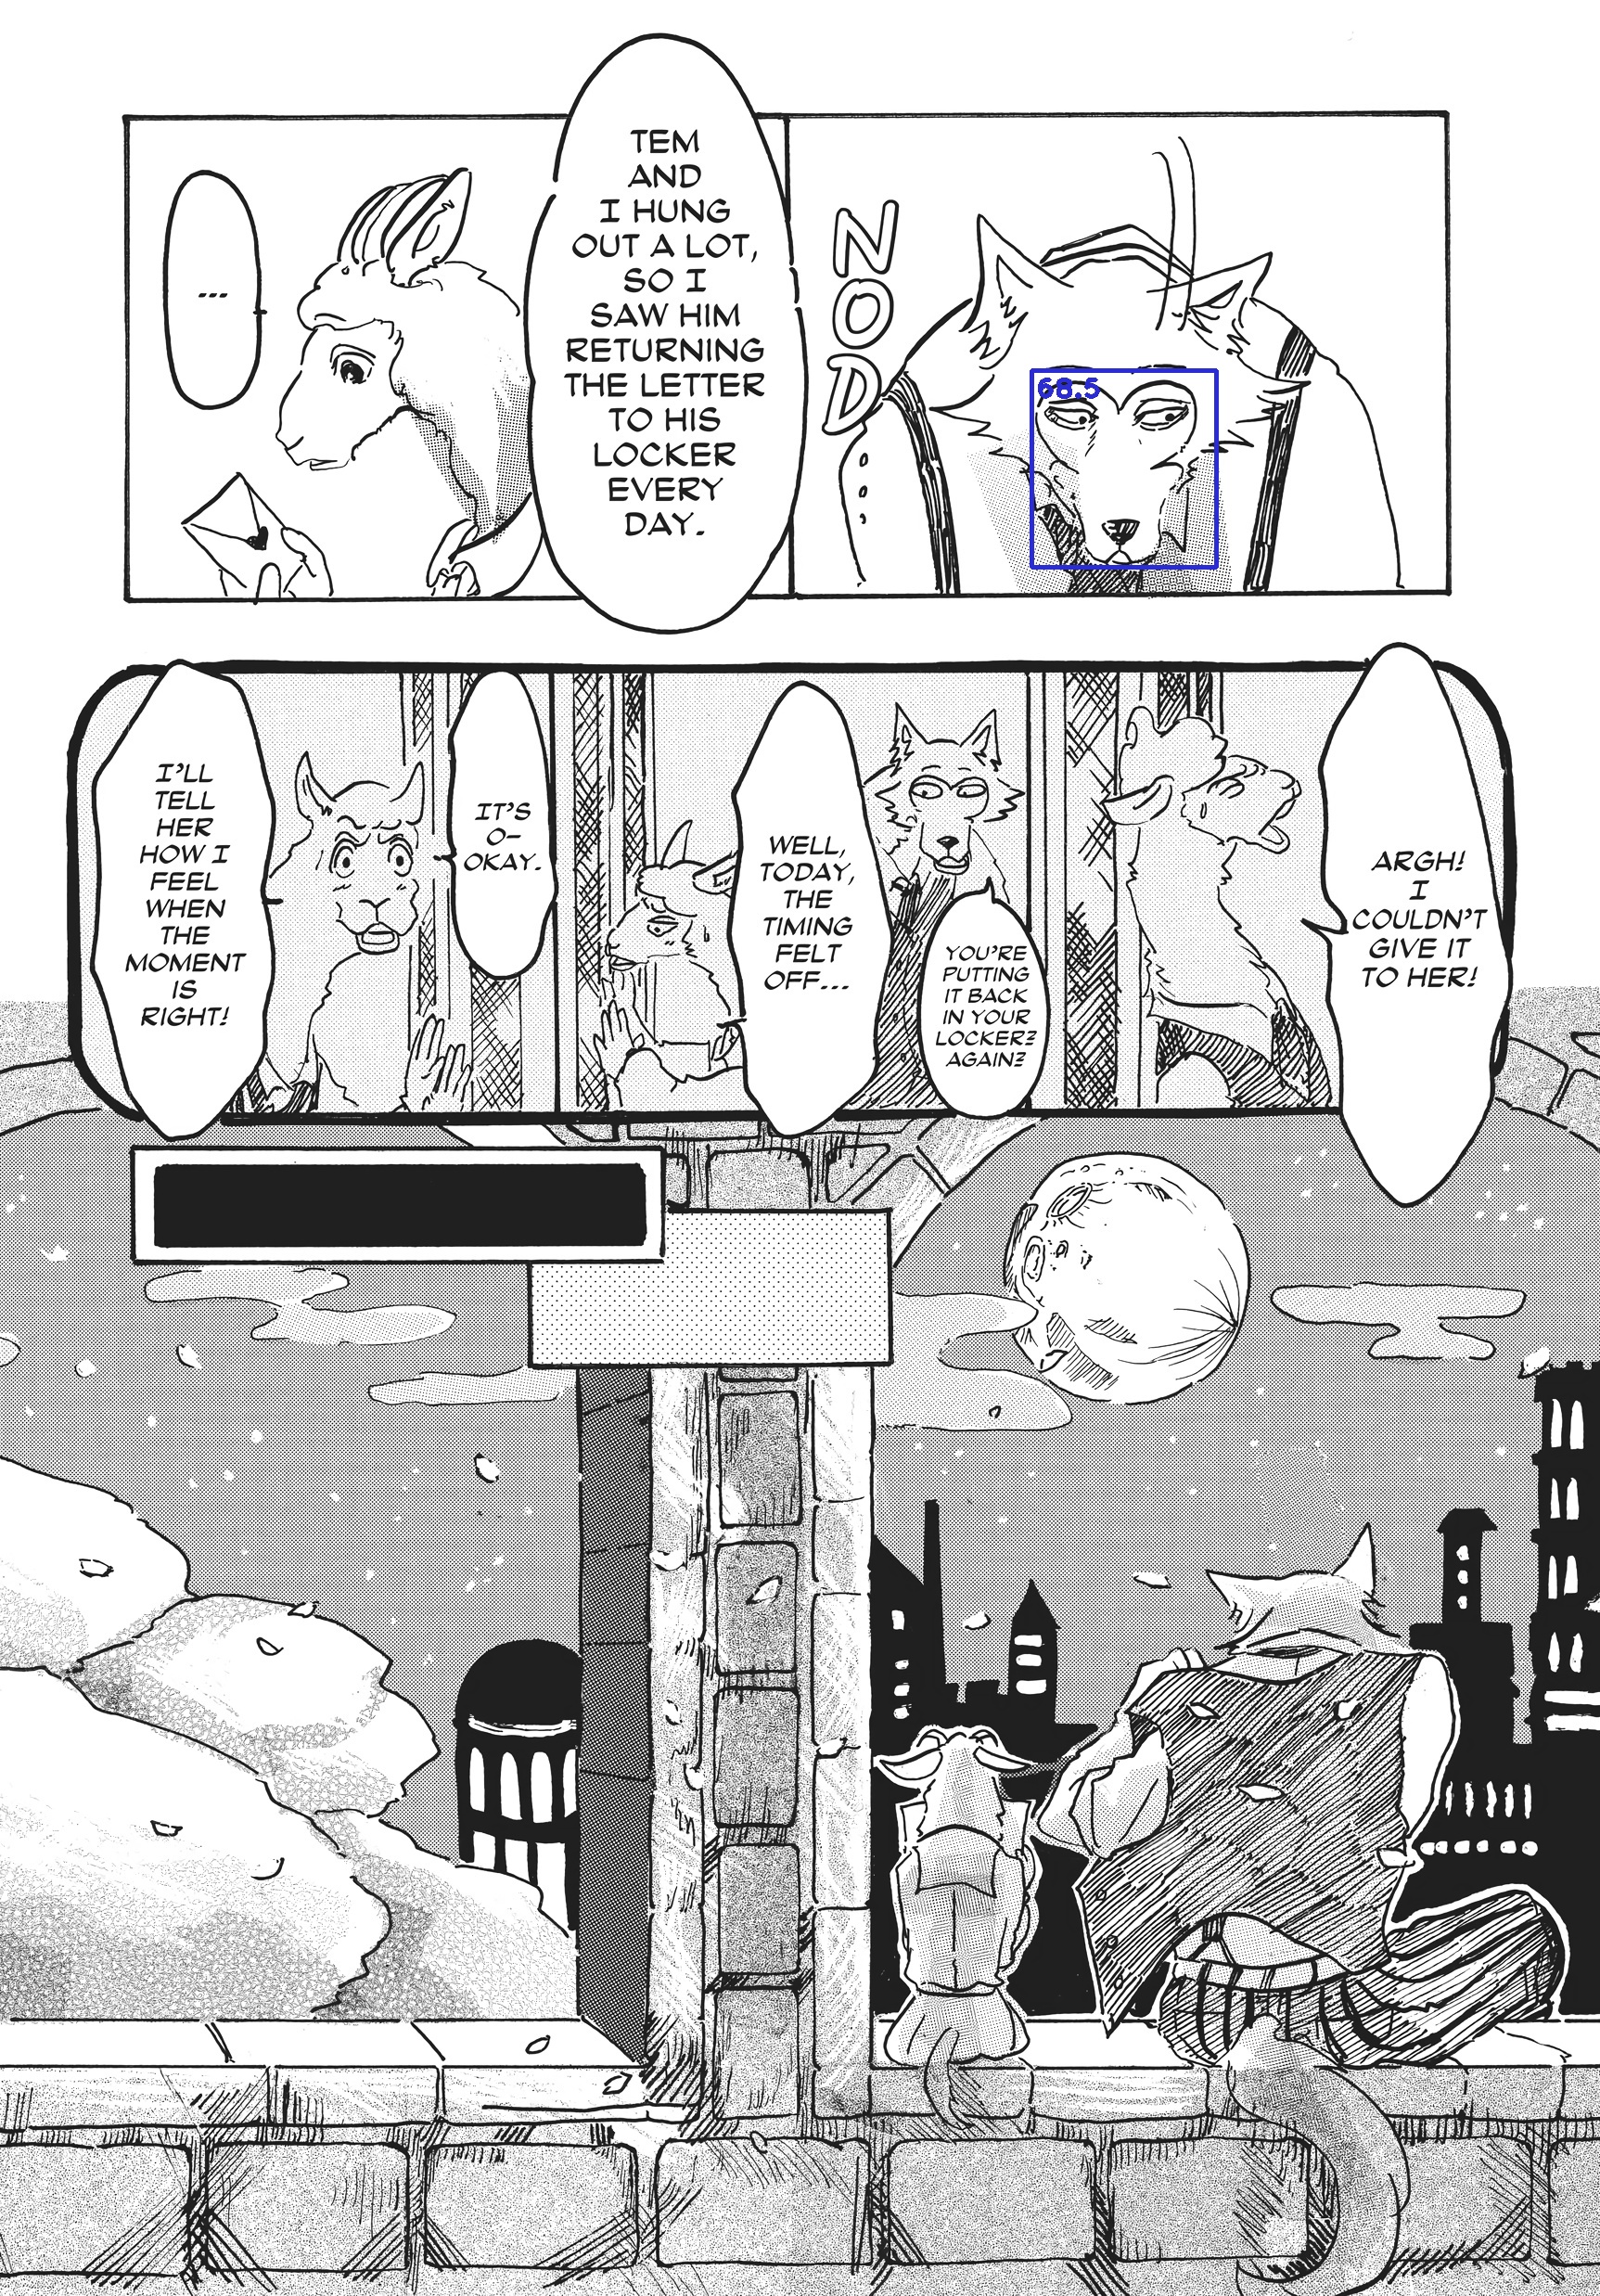 NOD...
68.5
TEM
AND
I HUNG
OUT A LOT,
SO I
SAW HIM
RETURNING
THE LETTER
TO HIS
LOCKER
EVERY
DAY.
...
ARGH!
I
COULDN'T
GIVE IT
TO HER!
YOU'RE
PUTTING
IT BACK
IN YOUR
LOCKER?
AGAIN?
WELL,
TODAY,
THE
TIMING
FELT
OFF...
IT'S
O-
OKAY.
I'LL
TELL
HER
HOW I
FEEL
WHEN
THE
MOMENT
IS
RIGHT!